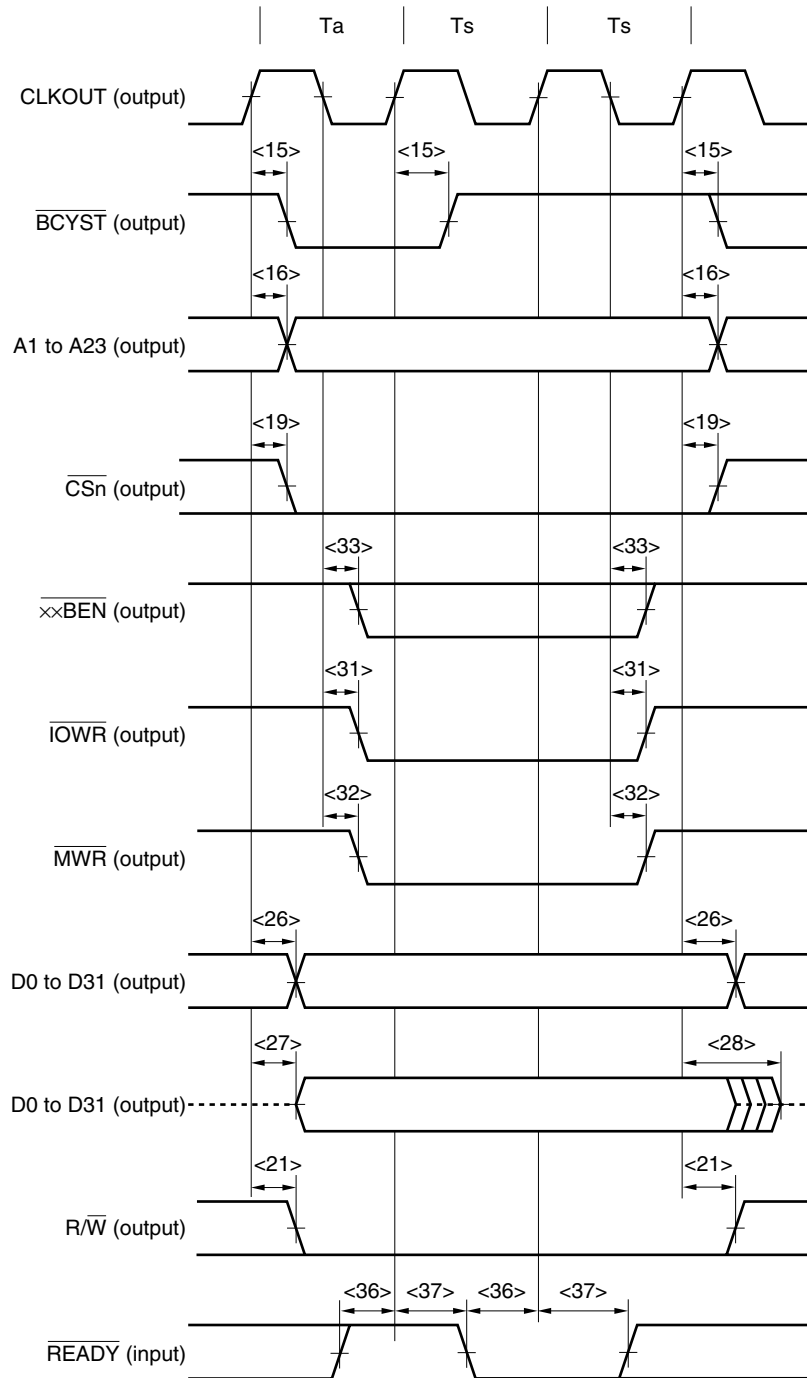 Ta Ts Ts
CLKOUT (output)
<15> <15> <15>
BCYST (output)
<16> <16>
A1 to A23 (output)
<19> <19>
CSn (output)
<33> <33>
××BEN (output)
<31> <31>
IOWR (output)
<32> <32>
MWR (output)
<26> <26>
D0 to D31 (output)
<27> <28>
D0 to D31 (output)
<21> <21>
R/W (output)
<36> <37> <36> <37>
READY (input)